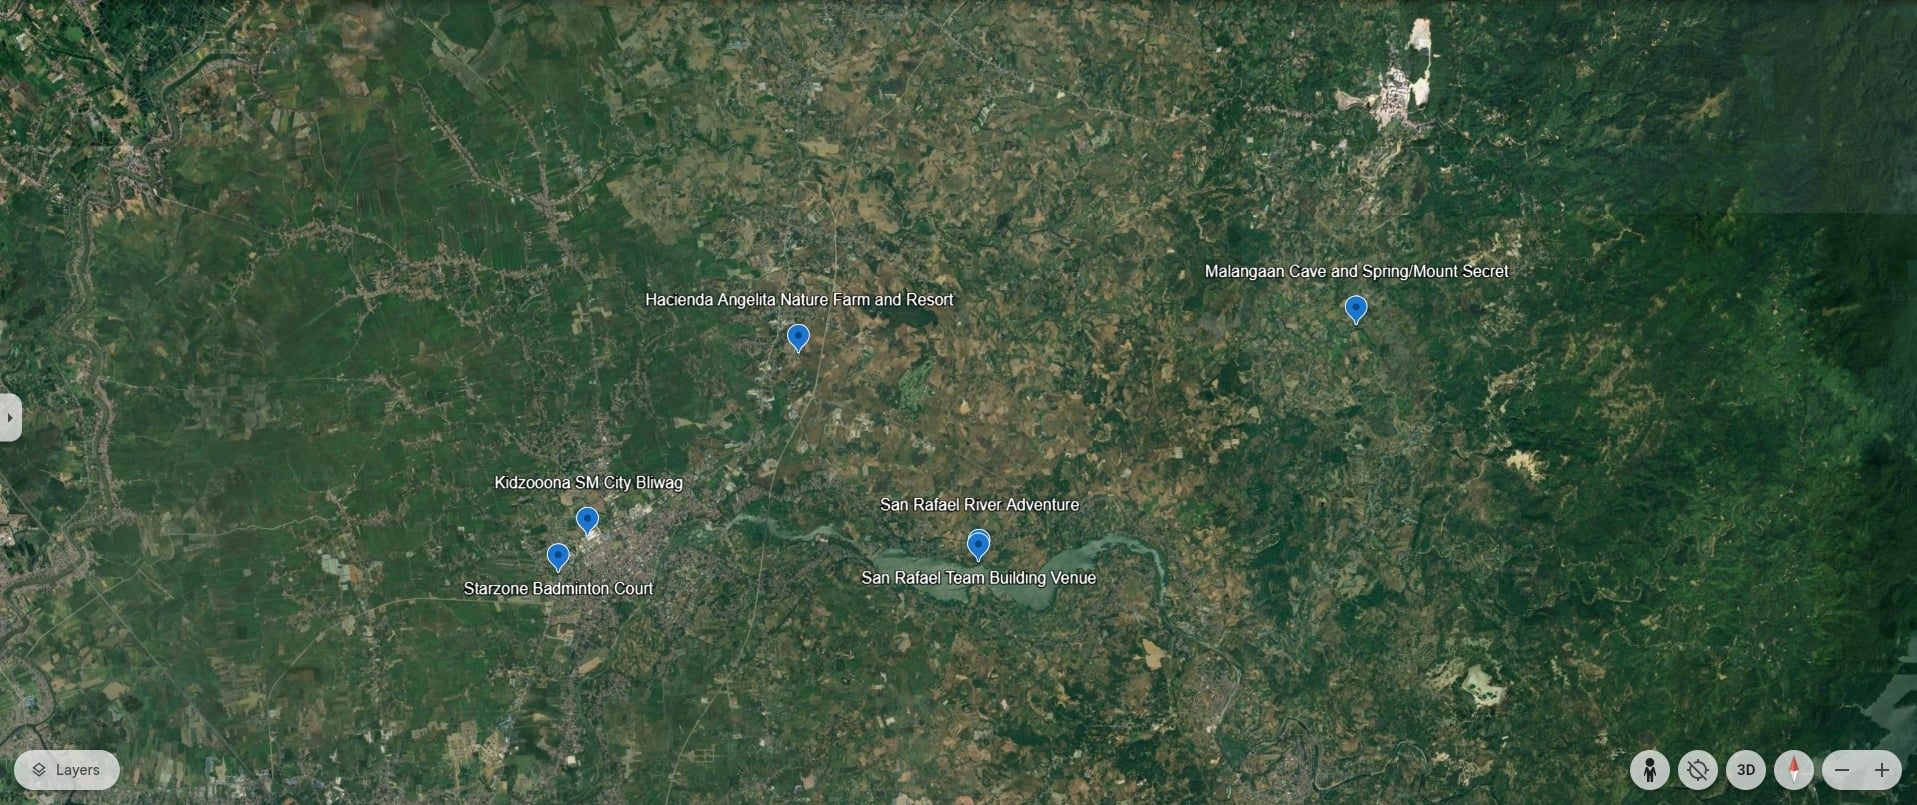 Malangaan Cave and Spring/Mount Secret
Hacienda Angelita Nature Farm and Resort
Kidzooona SM City Bliwag
San Rafael River Adventure
San Rafael Team Building Venue
Starzone Badminton Court
Layers
3D